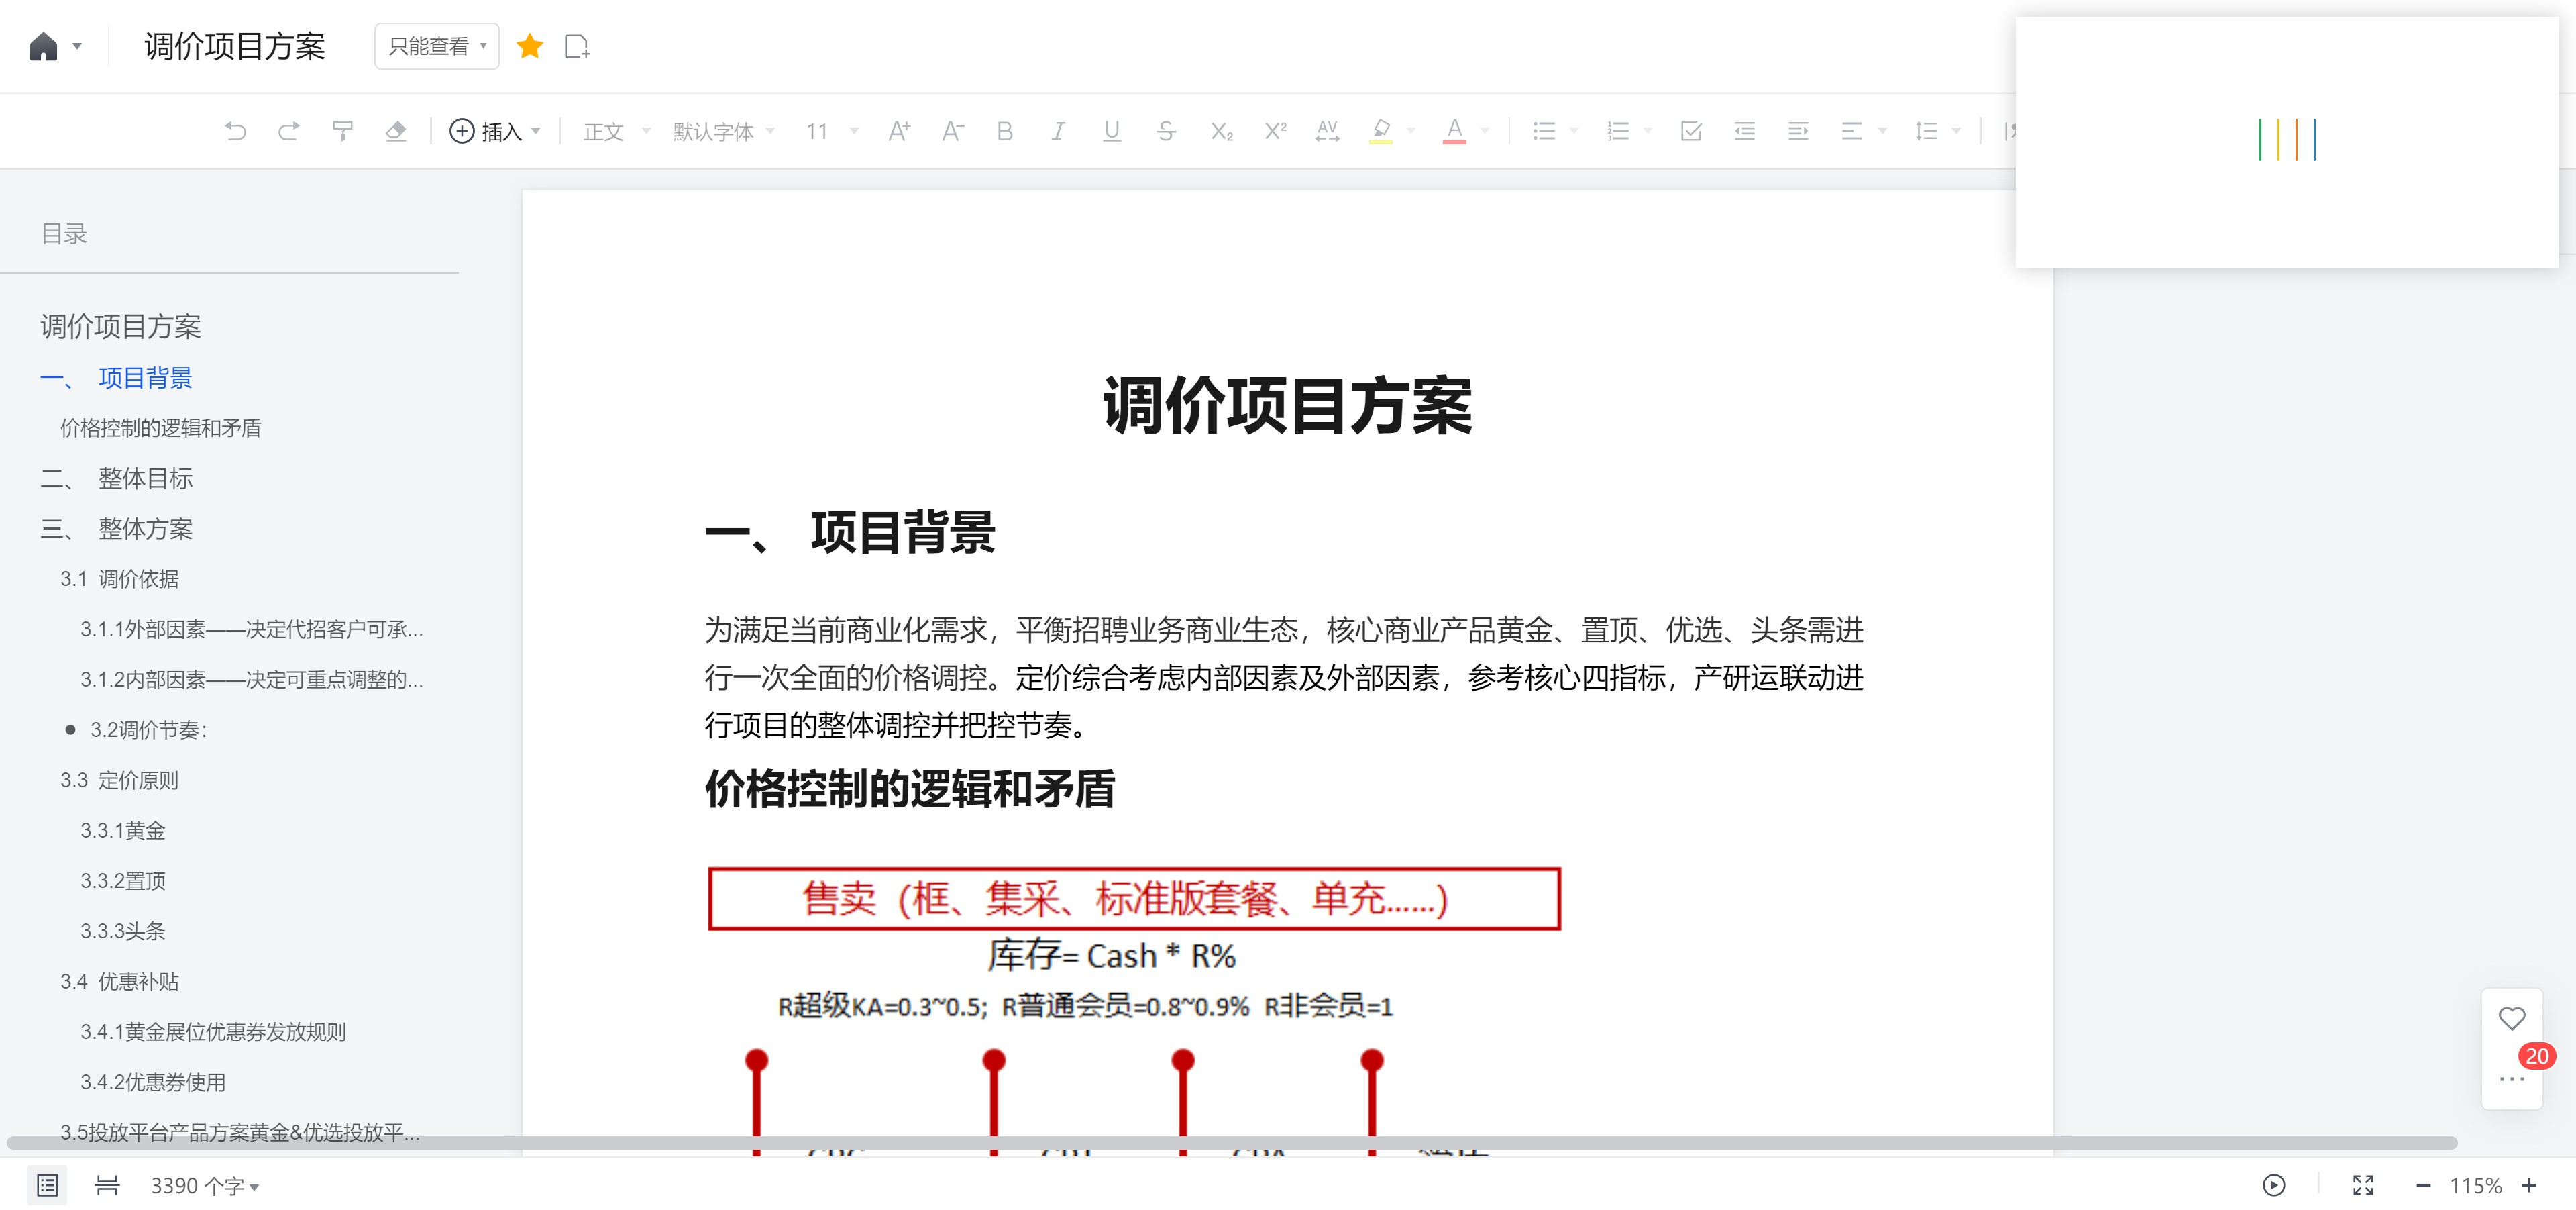 调价项目方案
只能查看
插入
正文
默认字体
11
目录
调价项目方案
一、 项目背景
价格控制的逻辑和矛盾
二、 整体目标
三、 整体方案
3.1 调价依据
3.1.1外部因素——决定代招客户可承...
3.1.2内部因素——决定可重点调整的...
3.2调价节奏：
3.3 定价原则
3.3.1黄金
3.3.2置顶
3.3.3头条
3.4 优惠补贴
3.4.1黄金展位优惠券发放规则
3.4.2优惠券使用
3.5投放平台产品方案黄金&优选投放平...
调价项目方案
一、 项目背景
为满足当前商业化需求，平衡招聘业务商业生态，核心商业产品黄金、置顶、优选、头条需进
行一次全面的价格调控。定价综合考虑内部因素及外部因素，参考核心四指标，产研运联动进
行项目的整体调控并把控节奏。
价格控制的逻辑和矛盾
售卖（框、集采、标准版套餐、单充……）
库存= Cash * R%
R超级KA=0.3~0.5; R普通会员=0.8~0.9% R非会员=1
20
3390 个字
115%